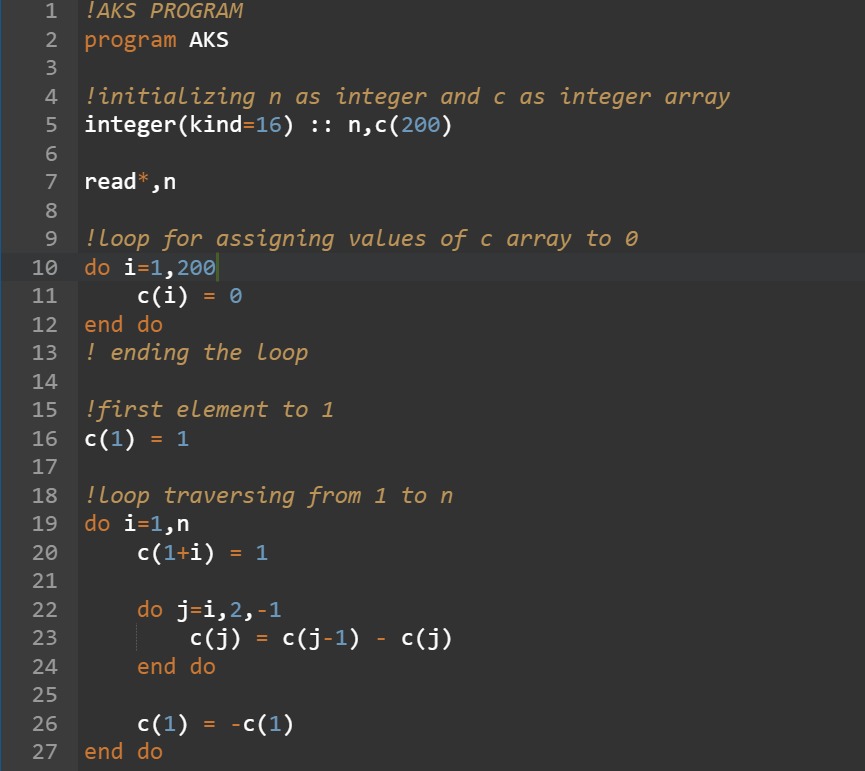 1 !AKS PROGRAM
2 program AKS
3
4 !initializing n as integer and c as integer array
5 integer(kind=16) :: n,c(200)
6
7 read*,n
8
9 !loop for assigning values of c array to 0
10 do i=1,200
11     c(i) = 0
12 end do
13 ! ending the loop
14
15 !first element to 1
16 c(1) = 1
17
18 !loop traversing from 1 to n
19 do i=1,n
20     c(1+i) = 1
21
22     do j=i,2,-1
23         c(j) = c(j-1) - c(j)
24     end do
25
26     c(1) = -c(1)
27 end do